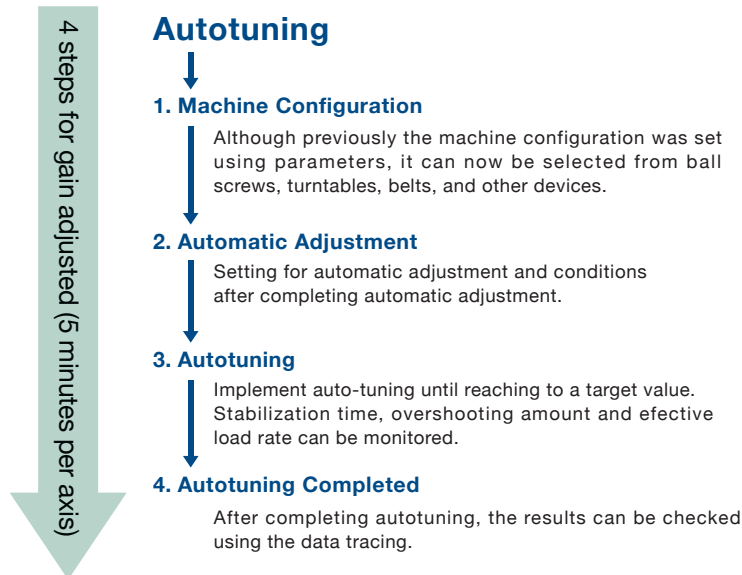 4 steps for gain adjusted (5 minutes per axis)
Autotuning
1. Machine Configuration
Although previously the machine configuration was set
using parameters, it can now be selected from ball
screws, turntables, belts, and other devices.
2. Automatic Adjustment
Setting for automatic adjustment and conditions
after completing automatic adjustment.
3. Autotuning
Implement auto-tuning until reaching to a target value.
Stabilization time, overshooting amount and efective
load rate can be monitored.
4. Autotuning Completed
After completing autotuning, the results can be checked
using the data tracing.